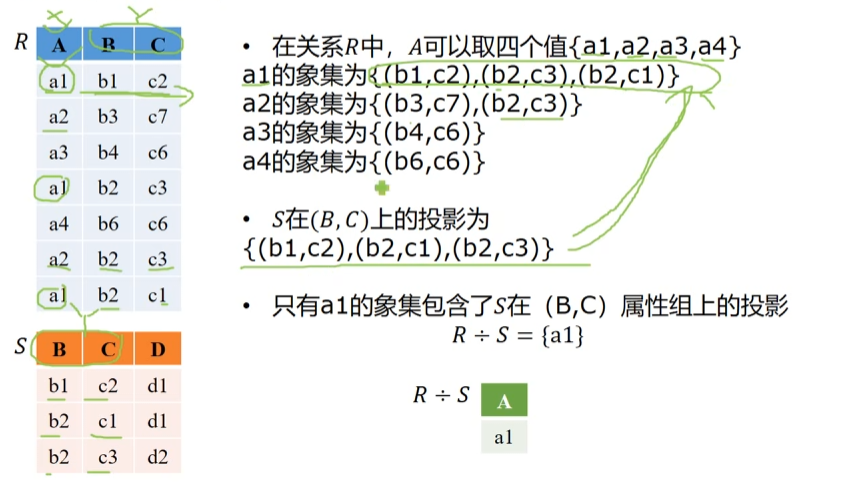 X Y
R A B C
a1 b1 c2
a2 b3 c7
a3 b4 c6
a1 b2 c3
a4 b6 c6
a2 b2 c3
a1 b2 c1
Y
S B C D
b1 c2 d1
b2 c1 d1
b2 c3 d2
• 在关系R中，A可以取四个值{a1,a2,a3,a4}
a1的象集为{(b1,c2),(b2,c3),(b2,c1)}
a2的象集为{(b3,c7),(b2,c3)}
a3的象集为{(b4,c6)}
a4的象集为{(b6,c6)}
• S在(B,C)上的投影为
{(b1,c2),(b2,c1),(b2,c3)}
• 只有a1的象集包含了S在（B,C）属性组上的投影
R ÷ S = {a1}
R ÷ S A
a1